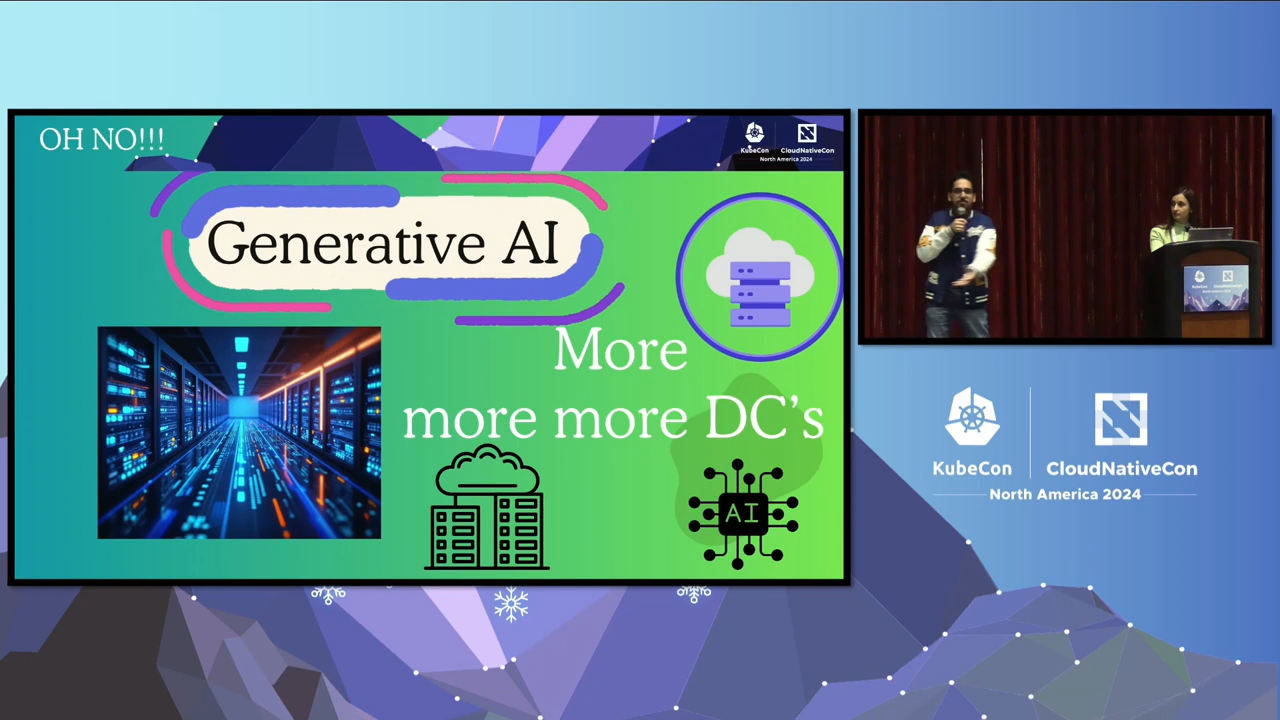 OH NO!!!
KubeCon
CloudNativeCon
North America 2024
Generative AI
More
more more DC's
AI
KubeCon
CloudNativeCon
North America 2024